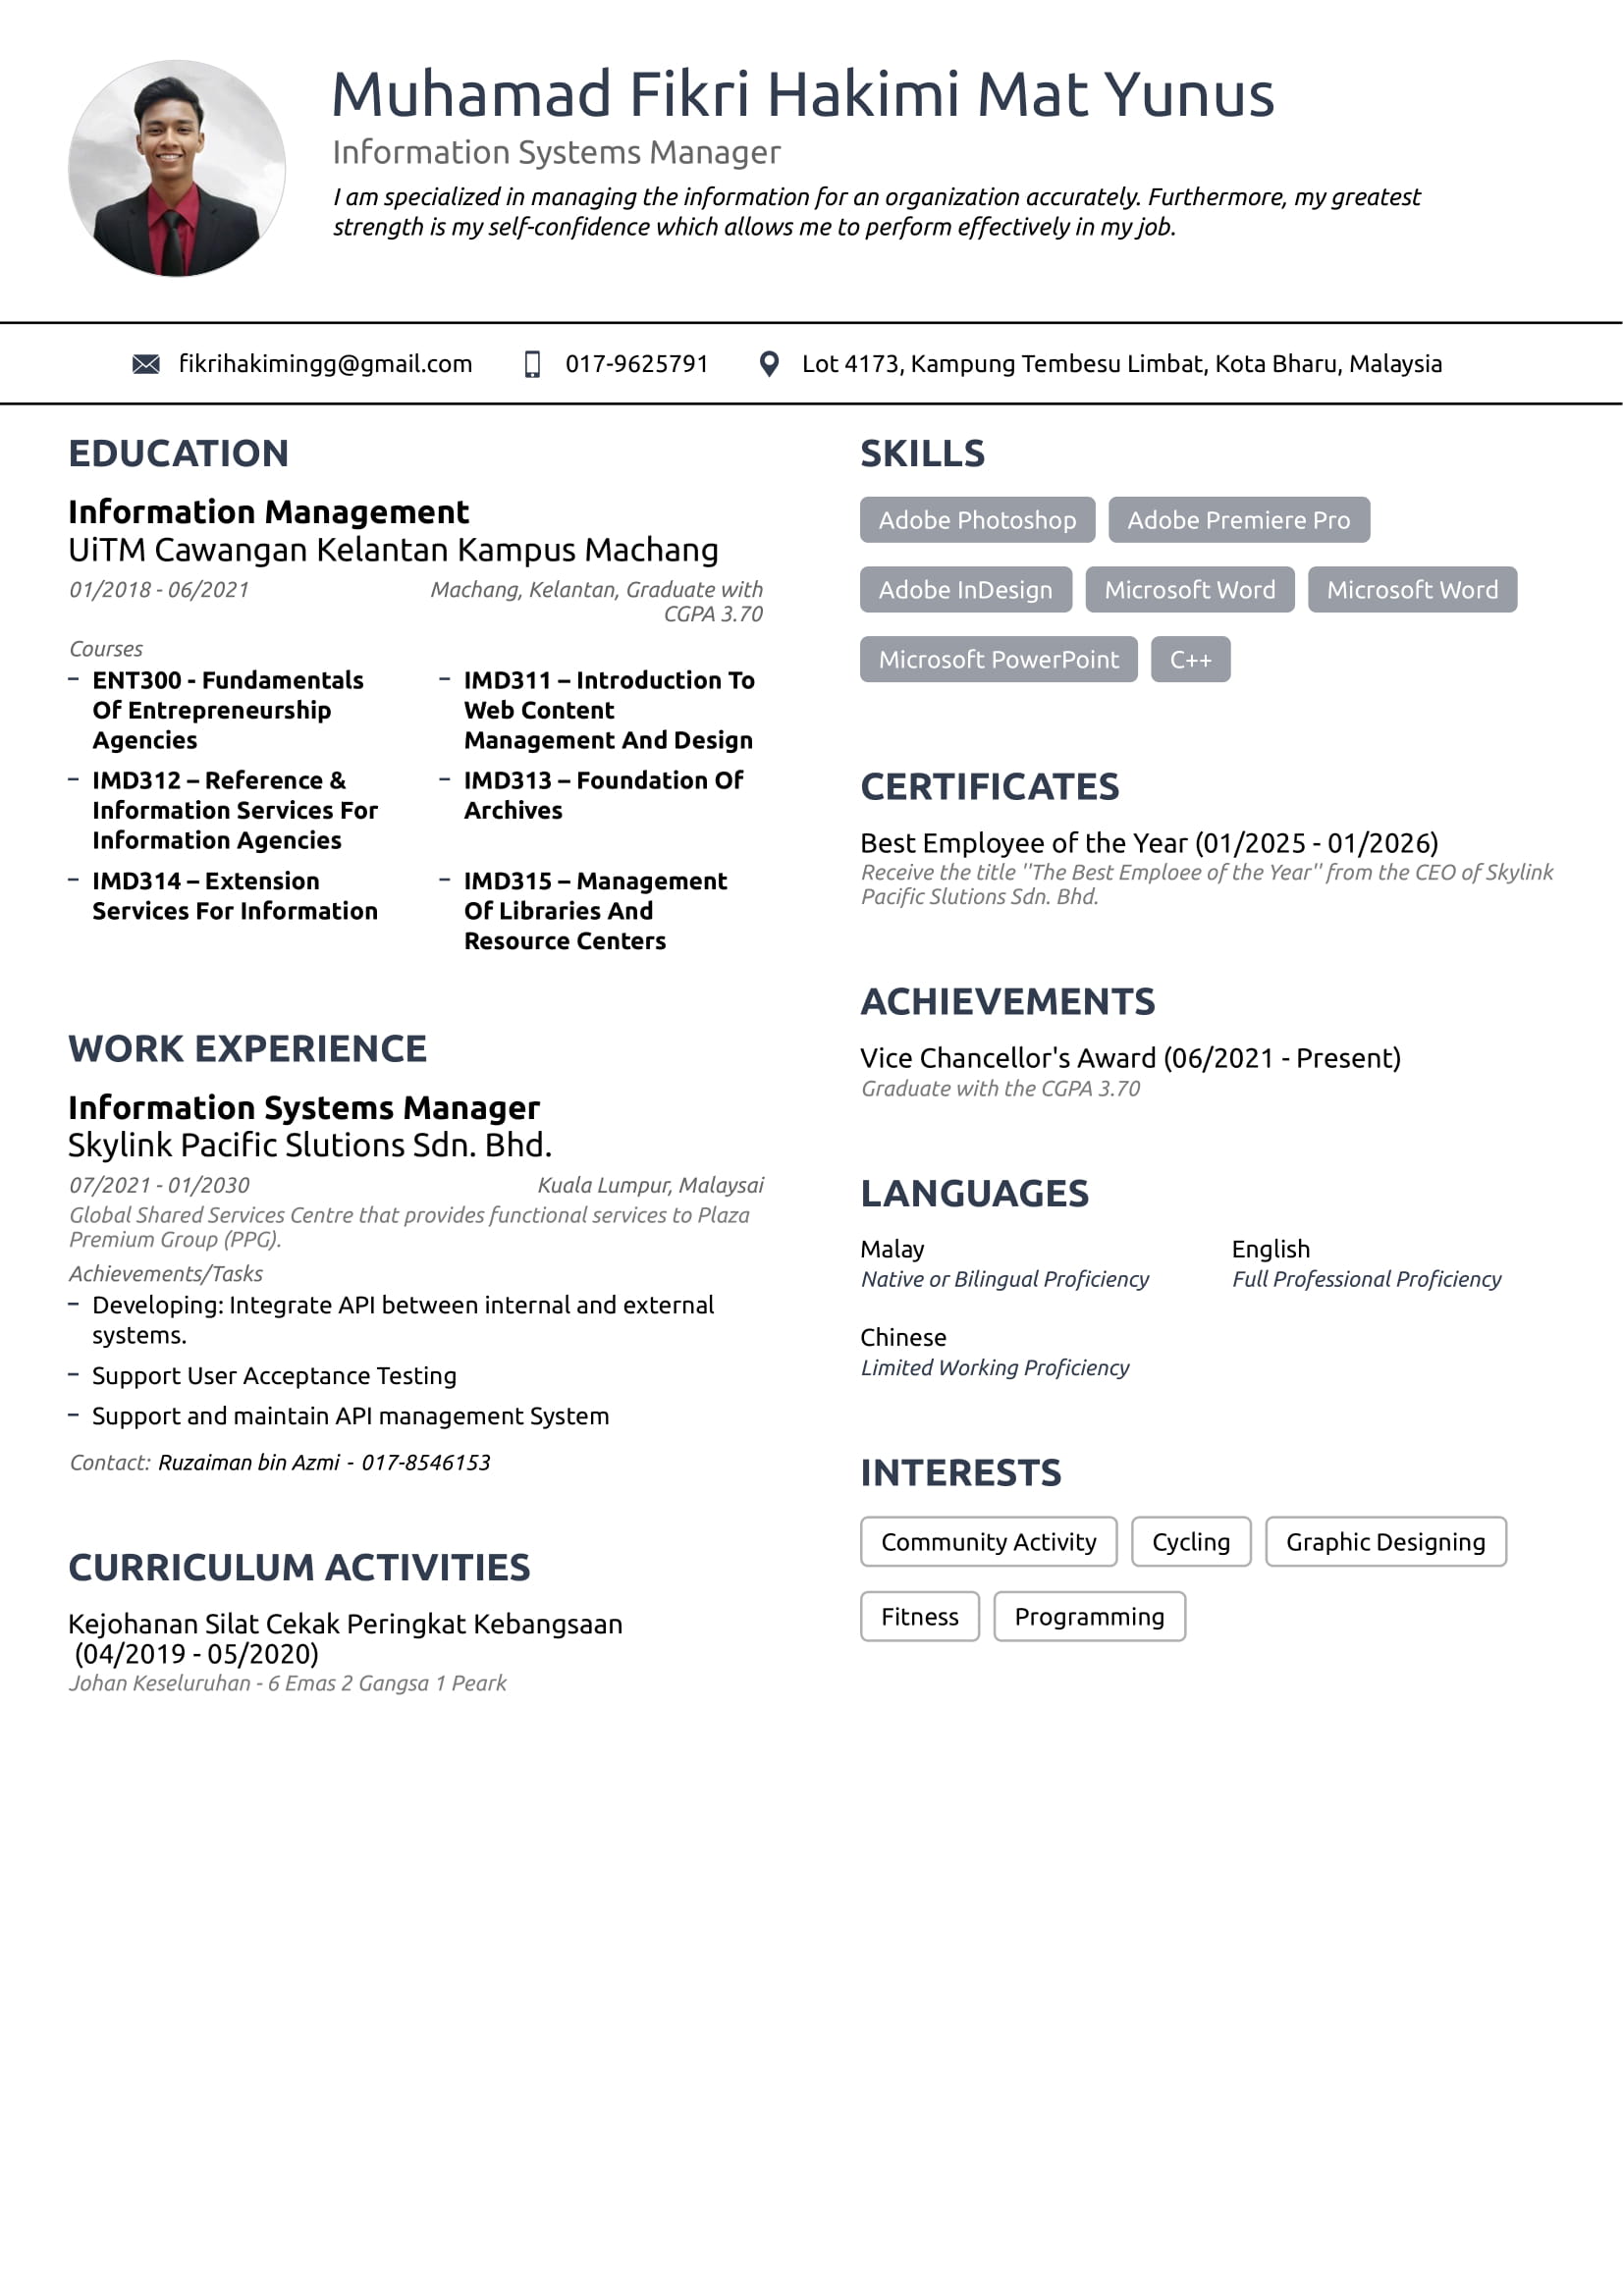 Muhamad Fikri Hakimi Mat Yunus
Information Systems Manager
I am specialized in managing the information for an organization accurately. Furthermore, my greatest
strength is my self-confidence which allows me to perform effectively in my job.
fikrihakimingg@gmail.com
017-9625791
Lot 4173, Kampung Tembesu Limbat, Kota Bharu, Malaysia
EDUCATION
Information Management
UiTM Cawangan Kelantan Kampus Machang
01/2018 - 06/2021
Machang, Kelantan, Graduate with
CGPA 3.70
Courses
– ENT300 - Fundamentals
Of Entrepreneurship
Agencies
– IMD311 – Introduction To
Web Content
Management And Design
– IMD312 – Reference &
Information Services For
Information Agencies
– IMD313 – Foundation Of
Archives
– IMD314 – Extension
Services For Information
– IMD315 – Management
Of Libraries And
Resource Centers
WORK EXPERIENCE
Information Systems Manager
Skylink Pacific Slutions Sdn. Bhd.
07/2021 - 01/2030
Kuala Lumpur, Malaysai
Global Shared Services Centre that provides functional services to Plaza
Premium Group (PPG).
Achievements/Tasks
– Developing: Integrate API between internal and external
systems.
– Support User Acceptance Testing
– Support and maintain API management System
Contact: Ruzaiman bin Azmi - 017-8546153
CURRICULUM ACTIVITIES
Kejohanan Silat Cekak Peringkat Kebangsaan
(04/2019 - 05/2020)
Johan Keseluruhan - 6 Emas 2 Gangsa 1 Peark
SKILLS
Adobe Photoshop
Adobe Premiere Pro
Adobe InDesign
Microsoft Word
Microsoft Word
Microsoft PowerPoint
C++
CERTIFICATES
Best Employee of the Year (01/2025 - 01/2026)
Receive the title "The Best Emploee of the Year" from the CEO of Skylink
Pacific Slutions Sdn. Bhd.
ACHIEVEMENTS
Vice Chancellor's Award (06/2021 - Present)
Graduate with the CGPA 3.70
LANGUAGES
Malay
Native or Bilingual Proficiency
English
Full Professional Proficiency
Chinese
Limited Working Proficiency
INTERESTS
Community Activity
Cycling
Graphic Designing
Fitness
Programming